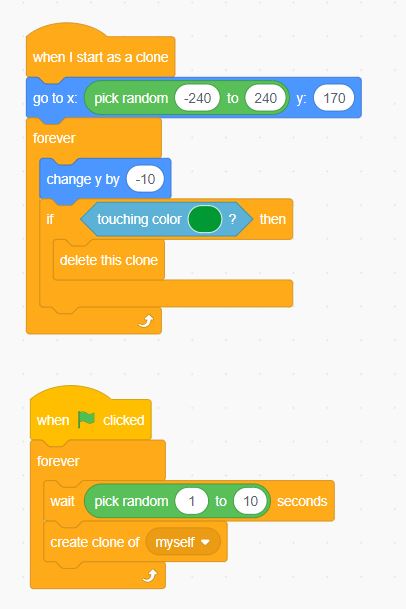 when I start as a clone
go to x: pick random -240 to 240 y: 170
forever
change y by -10
if touching color ? then
delete this clone
when clicked
forever
wait pick random 1 to 10 seconds
create clone of myself